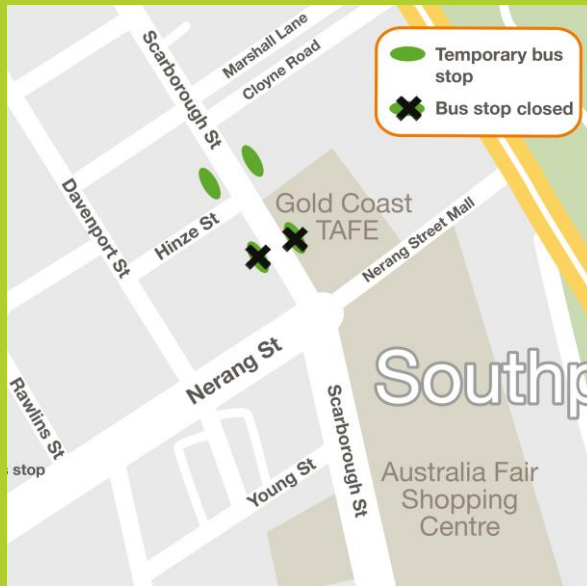 Temporary bus
stop
Bus stop closed
Scarborough St
Marshall Lane
Cloyne Road
Davenport St
Hinze St
Gold Coast
TAFE
Nerang Street Mall
Nerang St
Rawlins St
stop
Scarborough St
Young St
Australia Fair
Shopping
Centre